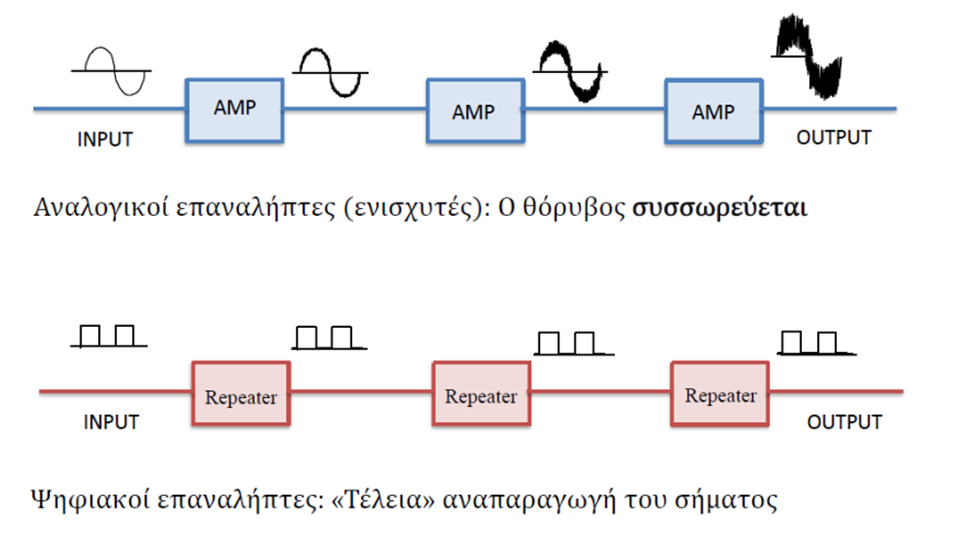 AMP AMP AMP
INPUT OUTPUT
Αναλογικοί επαναλήπτες (ενισχυτές): Ο θόρυβος συσσωρεύεται
Repeater Repeater Repeater
INPUT OUTPUT
Ψηφιακοί επαναλήπτες: «Τέλεια» αναπαραγωγή του σήματος